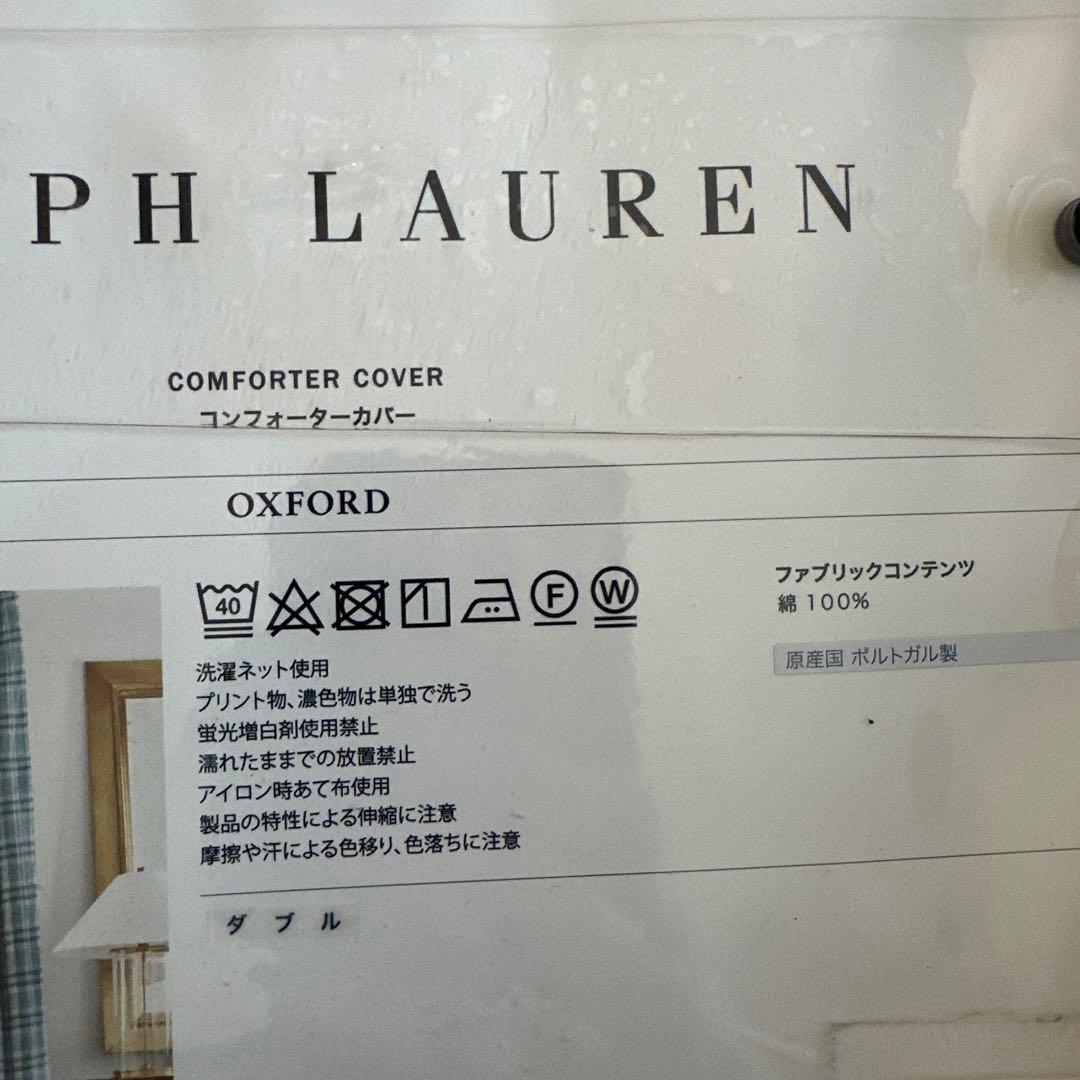 PH LAUREN
COMFORTER COVER
コンフォーターカバー
OXFORD
40
F
W
洗濯ネット使用
プリント物、濃色物は単独で洗う
蛍光増白剤使用禁止
濡れたままでの放置禁止
アイロン時あて布使用
製品の特性による伸縮に注意
摩擦や汗による色移り、色落ちに注意
ファブリックコンテンツ
綿 100%
原産国 ポルトガル製
ダブル